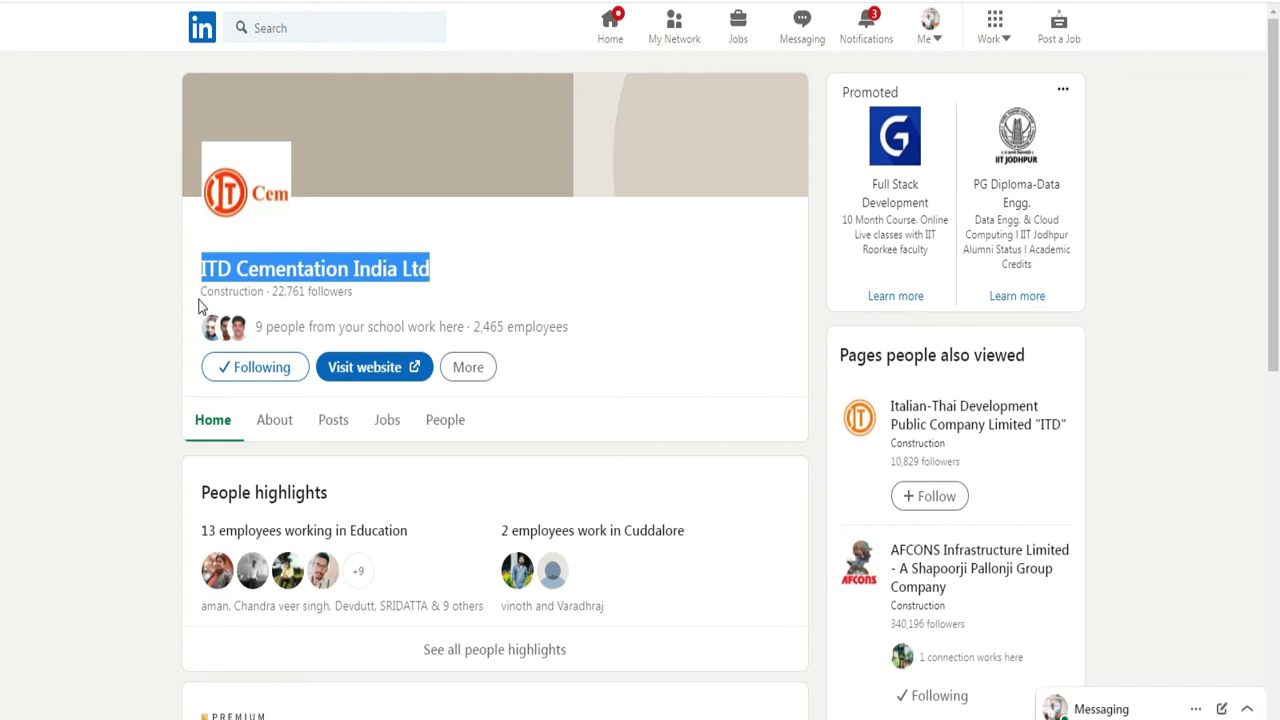 in
Search
Home
My Network
Jobs
Messaging
3
Notifications
Me
Work
Post a Job
ITD Cem
ITD Cementation India Ltd
Construction · 22,761 followers
9 people from your school work here · 2,465 employees
✓ Following
Visit website
More
Home
About
Posts
Jobs
People
People highlights
13 employees working in Education
+9
aman, Chandra veer singh, Devdutt, SRIDATTA & 9 others
2 employees work in Cuddalore
vinoth and Varadhraj
See all people highlights
PREMIUM
Promoted
G
Full Stack
Development
10 Month Course. Online
Live classes with IIT
Roorkee faculty
Learn more
IIT JODHPUR
PG Diploma-Data
Engg.
Data Engg. & Cloud
Computing I IIT Jodhpur
Alumni Status I Academic
Credits
Learn more
Pages people also viewed
Italian-Thai Development
Public Company Limited "ITD"
Construction
10,829 followers
+ Follow
AFCONS
AFCONS Infrastructure Limited
- A Shapoorji Pallonji Group
Company
Construction
340,196 followers
1 connection works here
✓ Following
Messaging